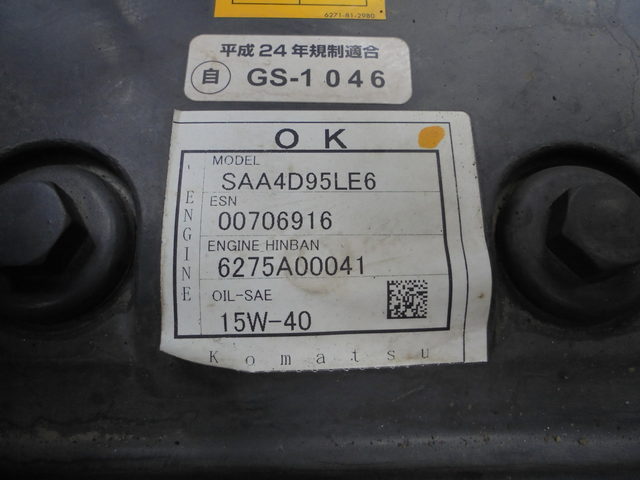 6271-81-2980
平成24年規制適合
自 GS-1046
OK
ENGINE
MODEL
SAA4D95LE6
ESN
00706916
ENGINE HINBAN
6275A00041
OIL-SAE
15W-40
Komatsu